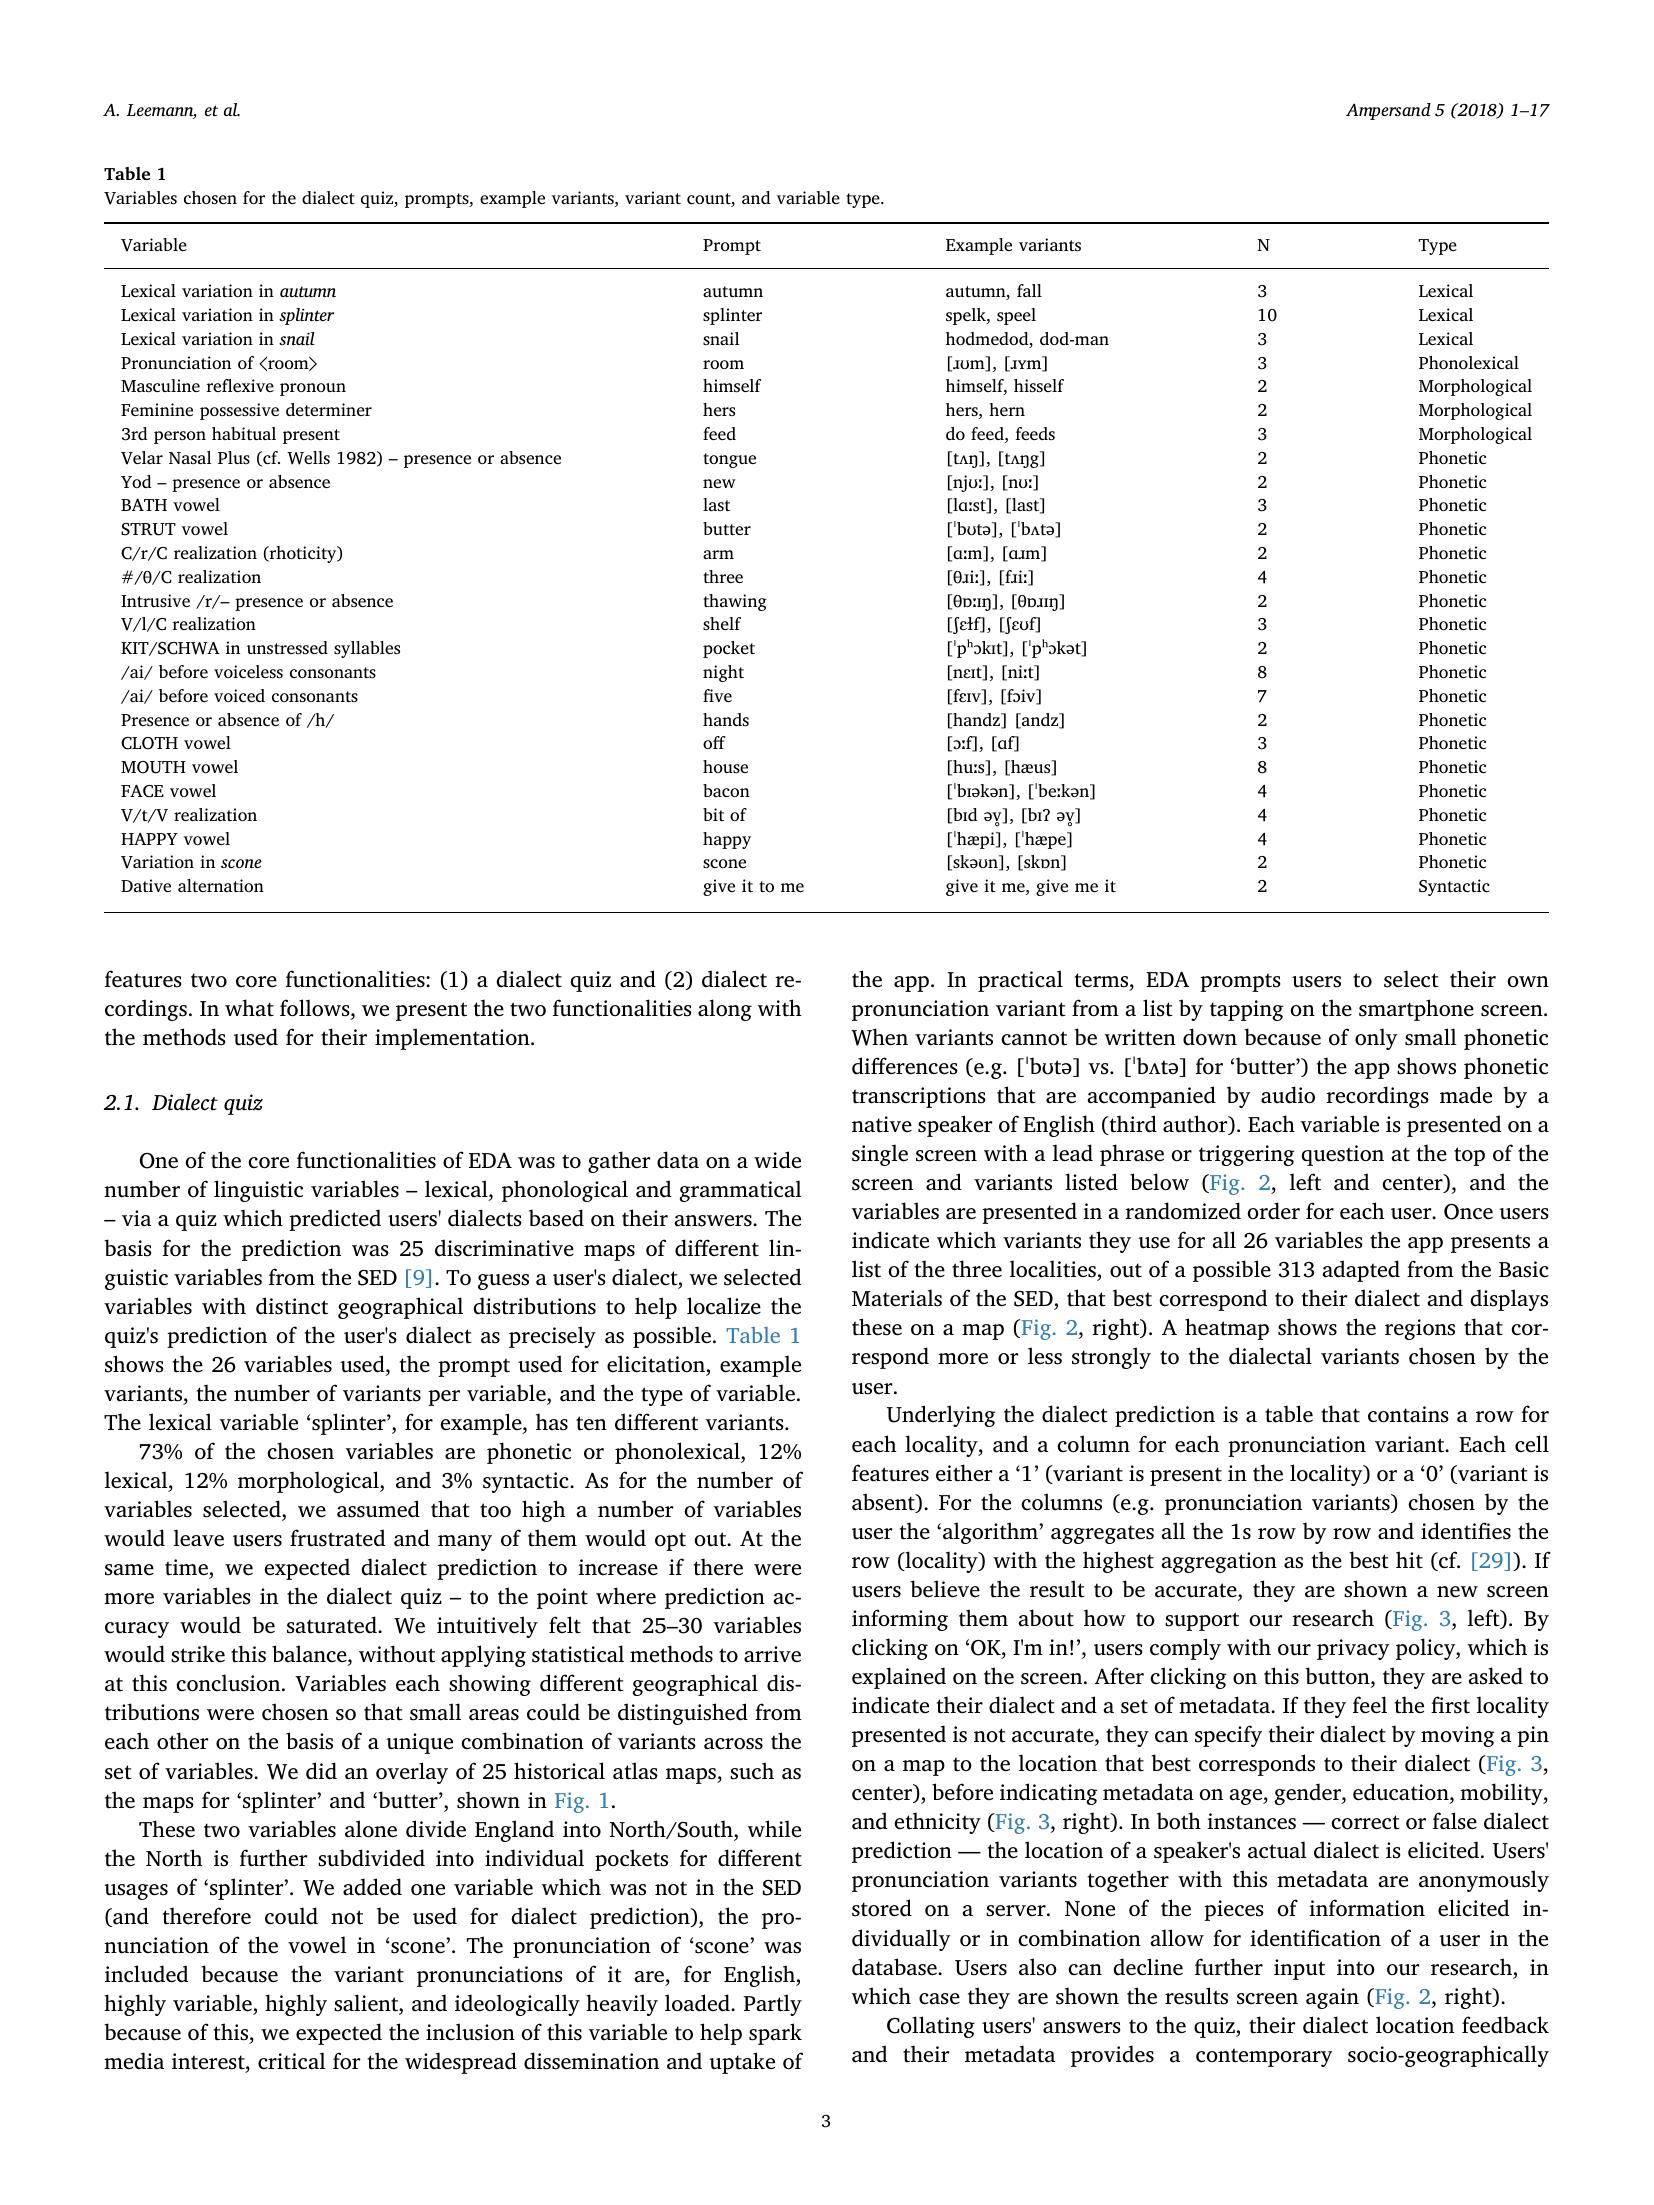 A. Leemann, et al.
Ampersand 5 (2018) 1–17
Table 1
Variables chosen for the dialect quiz, prompts, example variants, variant count, and variable type.
Variable Prompt Example variants N Type
Lexical variation in autumn autumn autumn, fall 3 Lexical
Lexical variation in splinter splinter spelk, speel 10 Lexical
Lexical variation in snail snail hodmedod, dod-man 3 Lexical
Pronunciation of 〈room〉 room [ɹʊm], [ɹʏm] 3 Phonolexical
Masculine reflexive pronoun himself himself, hisself 2 Morphological
Feminine possessive determiner hers hers, hern 2 Morphological
3rd person habitual present feed do feed, feeds 3 Morphological
Velar Nasal Plus (cf. Wells 1982) – presence or absence tongue [tʌŋ], [tʌŋg] 2 Phonetic
Yod – presence or absence new [njʊː], [nʊː] 2 Phonetic
BATH vowel last [lɑːst], [last] 3 Phonetic
STRUT vowel butter [ˈbʊtə], [ˈbʌtə] 2 Phonetic
C/r/C realization (rhoticity) arm [ɑːm], [ɑɹm] 2 Phonetic
#/θ/C realization three [θɹiː], [fɹiː] 4 Phonetic
Intrusive /r/– presence or absence thawing [θɒːɪŋ], [θɒɹɪŋ] 2 Phonetic
V/l/C realization shelf [ʃɛɫf], [ʃɛʊf] 3 Phonetic
KIT/SCHWA in unstressed syllables pocket [ˈpʰɔkɪt], [ˈpʰɔkət] 2 Phonetic
/ai/ before voiceless consonants night [nɛɪt], [niːt] 8 Phonetic
/ai/ before voiced consonants five [fɛɪv], [fɔiv] 7 Phonetic
Presence or absence of /h/ hands [handz] [andz] 2 Phonetic
CLOTH vowel off [ɔːf], [ɑf] 3 Phonetic
MOUTH vowel house [huːs], [hæus] 8 Phonetic
FACE vowel bacon [ˈbɪəkən], [ˈbeːkən] 4 Phonetic
V/t/V realization bit of [bɪd əv̥], [bɪʔ əv̥] 4 Phonetic
HAPPY vowel happy [ˈhæpi], [ˈhæpe] 4 Phonetic
Variation in scone scone [skəʊn], [skɒn] 2 Phonetic
Dative alternation give it to me give it me, give me it 2 Syntactic
features two core functionalities: (1) a dialect quiz and (2) dialect re-
cordings. In what follows, we present the two functionalities along with
the methods used for their implementation.
2.1. Dialect quiz
One of the core functionalities of EDA was to gather data on a wide
number of linguistic variables – lexical, phonological and grammatical
– via a quiz which predicted users' dialects based on their answers. The
basis for the prediction was 25 discriminative maps of different lin-
guistic variables from the SED [9]. To guess a user's dialect, we selected
variables with distinct geographical distributions to help localize the
quiz's prediction of the user's dialect as precisely as possible. Table 1
shows the 26 variables used, the prompt used for elicitation, example
variants, the number of variants per variable, and the type of variable.
The lexical variable ‘splinter’, for example, has ten different variants.
73% of the chosen variables are phonetic or phonolexical, 12%
lexical, 12% morphological, and 3% syntactic. As for the number of
variables selected, we assumed that too high a number of variables
would leave users frustrated and many of them would opt out. At the
same time, we expected dialect prediction to increase if there were
more variables in the dialect quiz – to the point where prediction ac-
curacy would be saturated. We intuitively felt that 25–30 variables
would strike this balance, without applying statistical methods to arrive
at this conclusion. Variables each showing different geographical dis-
tributions were chosen so that small areas could be distinguished from
each other on the basis of a unique combination of variants across the
set of variables. We did an overlay of 25 historical atlas maps, such as
the maps for ‘splinter’ and ‘butter’, shown in Fig. 1.
These two variables alone divide England into North/South, while
the North is further subdivided into individual pockets for different
usages of ‘splinter’. We added one variable which was not in the SED
(and therefore could not be used for dialect prediction), the pro-
nunciation of the vowel in ‘scone’. The pronunciation of ‘scone’ was
included because the variant pronunciations of it are, for English,
highly variable, highly salient, and ideologically heavily loaded. Partly
because of this, we expected the inclusion of this variable to help spark
media interest, critical for the widespread dissemination and uptake of
the app. In practical terms, EDA prompts users to select their own
pronunciation variant from a list by tapping on the smartphone screen.
When variants cannot be written down because of only small phonetic
differences (e.g. [ˈbʊtə] vs. [ˈbʌtə] for ‘butter’) the app shows phonetic
transcriptions that are accompanied by audio recordings made by a
native speaker of English (third author). Each variable is presented on a
single screen with a lead phrase or triggering question at the top of the
screen and variants listed below (Fig. 2, left and center), and the
variables are presented in a randomized order for each user. Once users
indicate which variants they use for all 26 variables the app presents a
list of the three localities, out of a possible 313 adapted from the Basic
Materials of the SED, that best correspond to their dialect and displays
these on a map (Fig. 2, right). A heatmap shows the regions that cor-
respond more or less strongly to the dialectal variants chosen by the
user.
Underlying the dialect prediction is a table that contains a row for
each locality, and a column for each pronunciation variant. Each cell
features either a ‘1’ (variant is present in the locality) or a ‘0’ (variant is
absent). For the columns (e.g. pronunciation variants) chosen by the
user the ‘algorithm’ aggregates all the 1s row by row and identifies the
row (locality) with the highest aggregation as the best hit (cf. [29]). If
users believe the result to be accurate, they are shown a new screen
informing them about how to support our research (Fig. 3, left). By
clicking on ‘OK, I'm in!’, users comply with our privacy policy, which is
explained on the screen. After clicking on this button, they are asked to
indicate their dialect and a set of metadata. If they feel the first locality
presented is not accurate, they can specify their dialect by moving a pin
on a map to the location that best corresponds to their dialect (Fig. 3,
center), before indicating metadata on age, gender, education, mobility,
and ethnicity (Fig. 3, right). In both instances — correct or false dialect
prediction — the location of a speaker's actual dialect is elicited. Users'
pronunciation variants together with this metadata are anonymously
stored on a server. None of the pieces of information elicited in-
dividually or in combination allow for identification of a user in the
database. Users also can decline further input into our research, in
which case they are shown the results screen again (Fig. 2, right).
Collating users' answers to the quiz, their dialect location feedback
and their metadata provides a contemporary socio-geographically
3